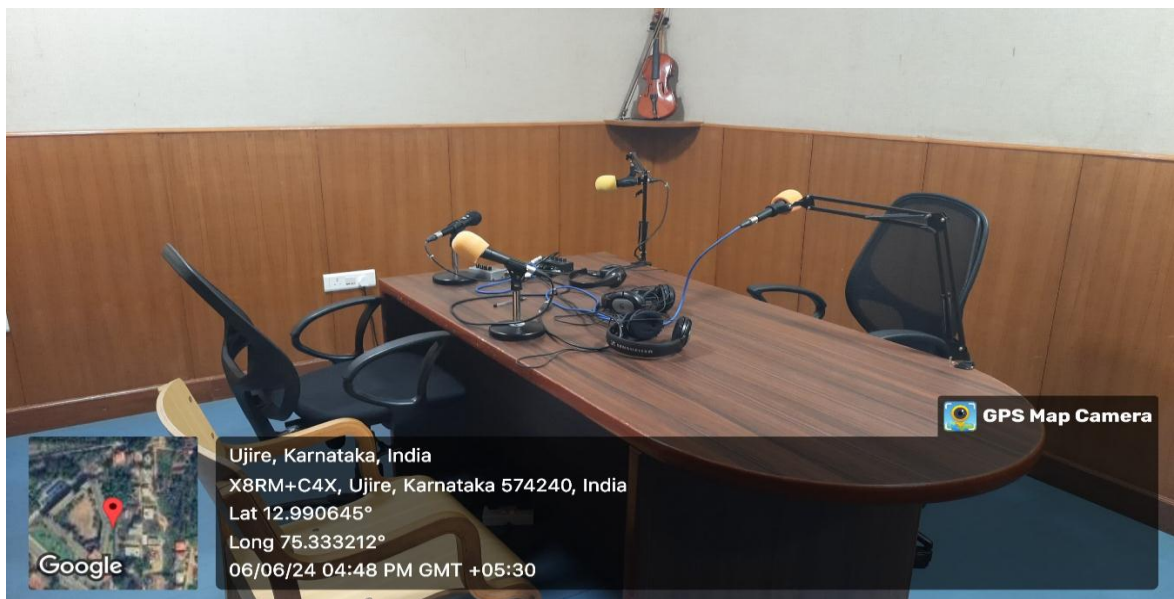 GPS Map Camera
Ujire, Karnataka, India
X8RM+C4X, Ujire, Karnataka 574240, India
Lat 12.990645°
Long 75.333212°
06/06/24 04:48 PM GMT +05:30
Google